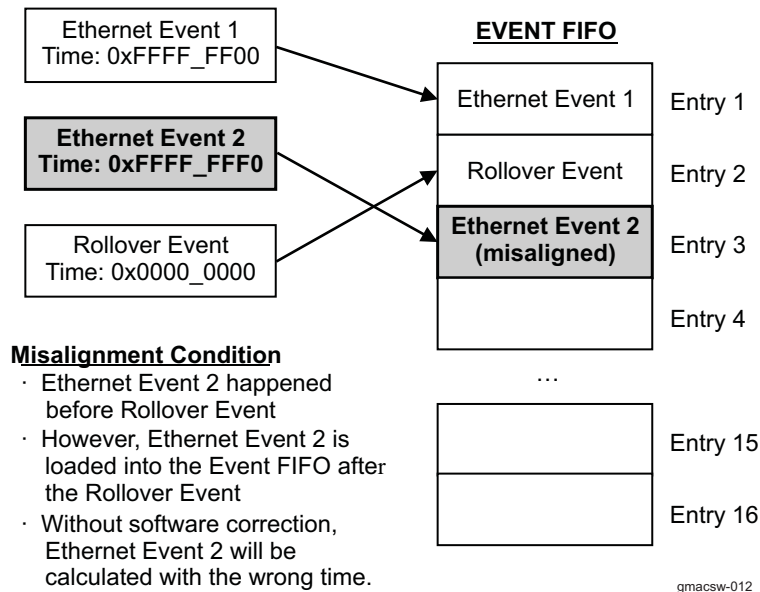 Ethernet Event 1
Time: 0xFFFF_FF00
Ethernet Event 2
Time: 0xFFFF_FFF0
Rollover Event
Time: 0x0000_0000
EVENT FIFO
Ethernet Event 1
Entry 1
Rollover Event
Entry 2
Ethernet Event 2
(misaligned)
Entry 3
Entry 4
…
Entry 15
Entry 16
Misalignment Condition
· Ethernet Event 2 happened
before Rollover Event
· However, Ethernet Event 2 is
loaded into the Event FIFO after
the Rollover Event
· Without software correction,
Ethernet Event 2 will be
calculated with the wrong time.
gmacsw-012